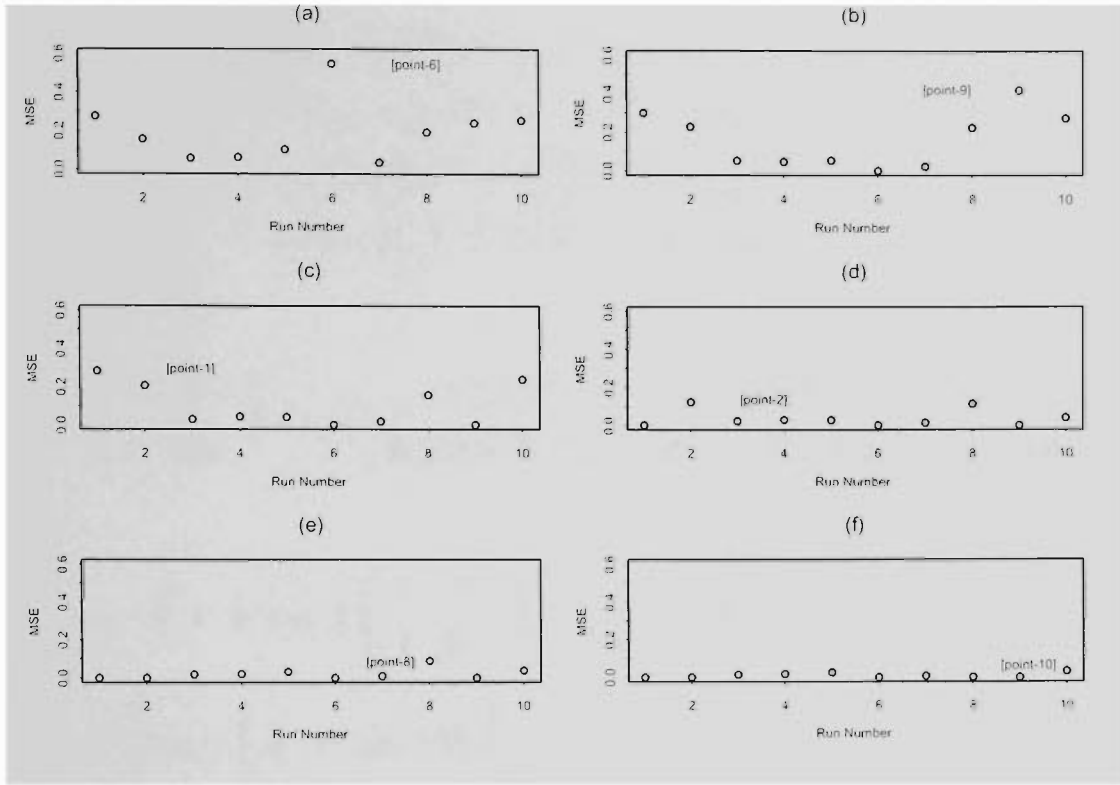 (a)
0.6
0.4
0.2
0.0
MSE
[point-6]
2 4 6 8 10
Run Number
(b)
0.6
0.4
0.2
0.0
MSE
[point-9]
2 4 6 8 10
Run Number
(c)
0.6
0.4
0.2
0.0
MSE
[point-1]
2 4 6 8 10
Run Number
(d)
0.6
0.4
0.2
0.0
MSE
[point-2]
2 4 6 8 10
Run Number
(e)
0.6
0.4
0.2
0.0
MSE
[point-8]
2 4 6 8 10
Run Number
(f)
0.6
0.4
0.2
0.0
MSE
[point-10]
2 4 6 8 10
Run Number